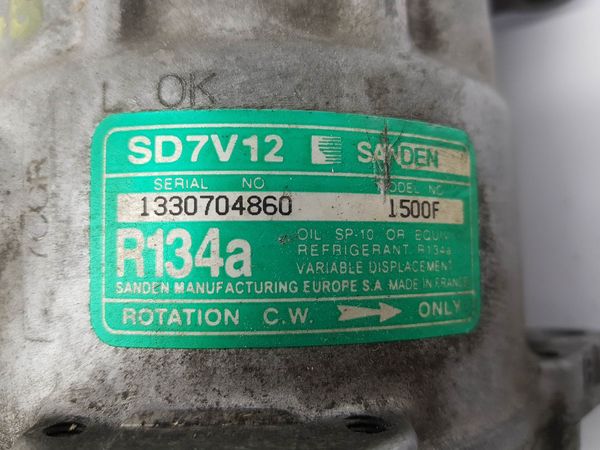 L OK
SD7V12 SANDEN
SERIAL NO MODEL NO
1330704860 1500F
R134a
OIL SP-10 OR EQUIV
REFRIGERANT R134a
VARIABLE DISPLACEMENT
SANDEN MANUFACTURING EUROPE S.A MADE IN FRANCE
ROTATION C.W. ONLY